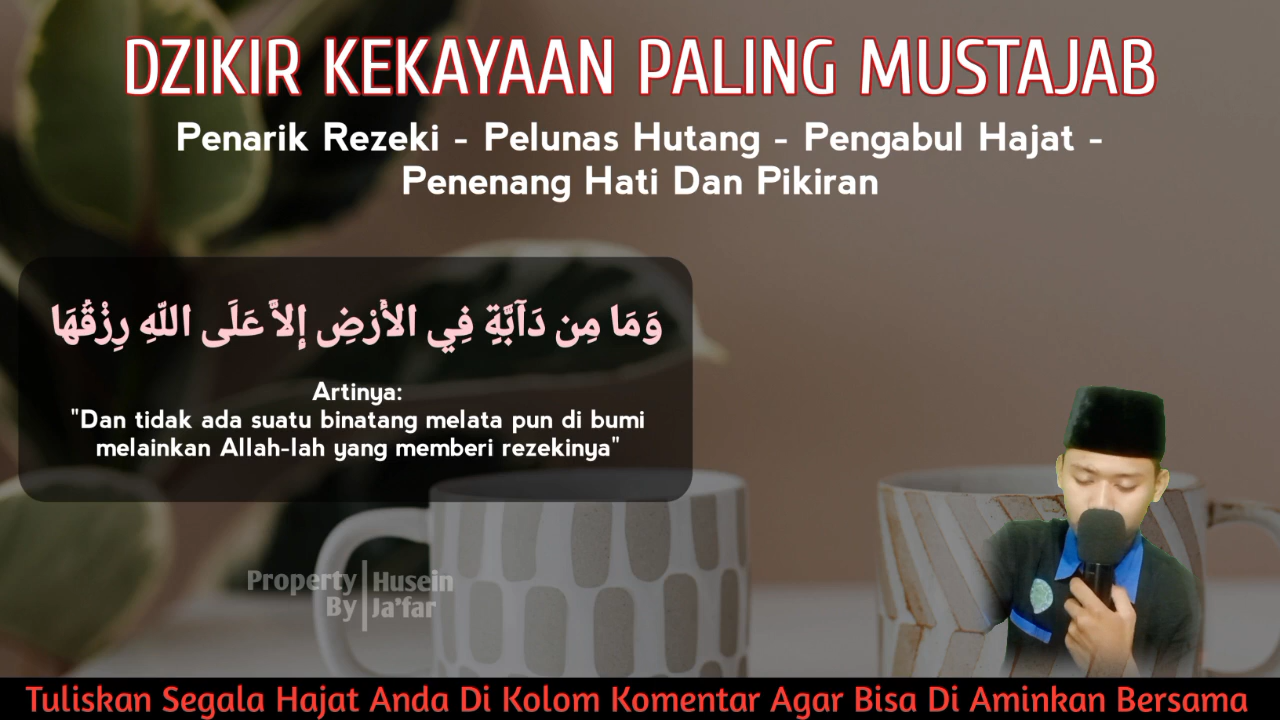 DZIKIR KEKAYAAN PALING MUSTAJAB
Penarik Rezeki - Pelunas Hutang - Pengabul Hajat -
Penenang Hati Dan Pikiran
وَمَا مِن دَآبَّةٍ فِي الأَرْضِ إِلاَّ عَلَى اللّهِ رِزْقُهَا
Artinya:
"Dan tidak ada suatu binatang melata pun di bumi
melainkan Allah-lah yang memberi rezekinya"
Property | Husein
By | Ja'far
Tuliskan Segala Hajat Anda Di Kolom Komentar Agar Bisa Di Aminkan Bersama